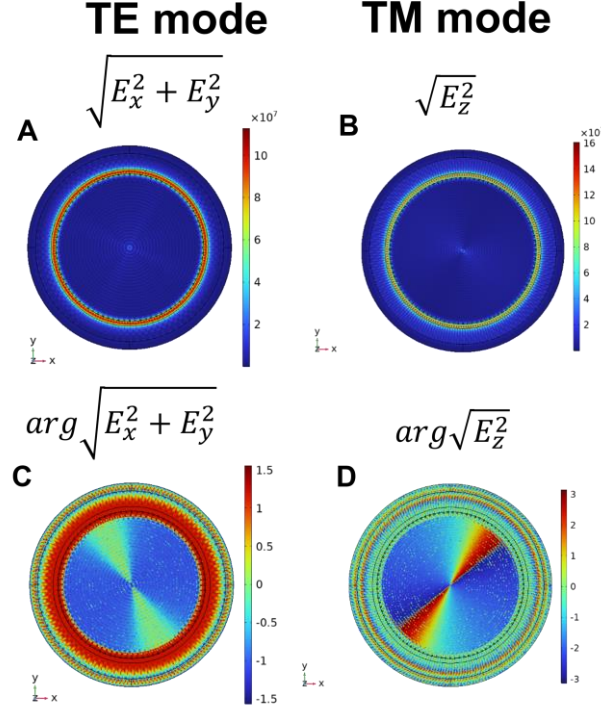 TE mode TM mode
√(E_x^2 + E_y^2) √(E_z^2)
A
×10^7
10
8
6
4
2
y
z x
B
×10
16
14
12
10
8
6
4
2
y
z x
arg√(E_x^2 + E_y^2) arg√(E_z^2)
C
1.5
1
0.5
0
-0.5
-1
-1.5
y
z x
D
3
2
1
0
-1
-2
-3
y
z x